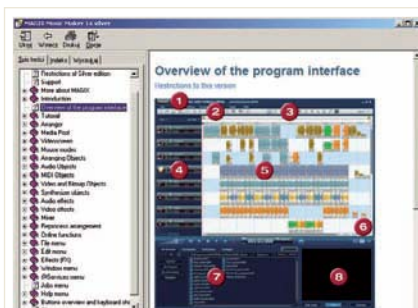 MAGIX Music Maker 14 silver
Ukryj Wstecz Drukuj Opcje
Spis treści Indeks Wyszukaj
Restrictions of Silver edition
Support
More about MAGIX
Introduction
Overview of the program interface
Tutorial
Arranger
Media Pool
Videoscreen
Mouse modes
Arranging Objects
Audio Objects
MIDI Objects
Video and Bitmap Objects
Synthesizer objects
Audio effects
Video effects
Mixer
Reprocess arrangement
Online functions
File menu
Edit menu
Effects (FX)
Window menu
Jobs menu
Help menu
Buttons overview and keyboard
Overview of the program interface
Restrictions to this version
1
2
3
4
5
6
7
8